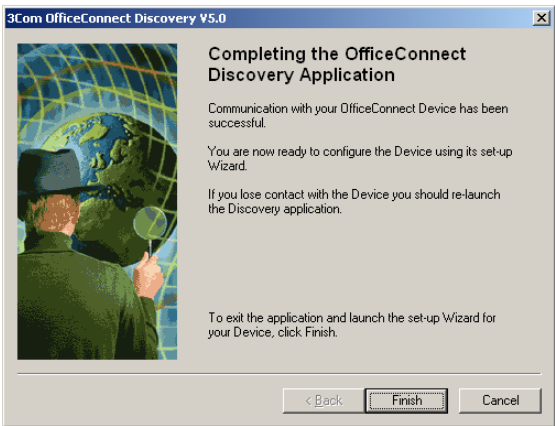 3Com OfficeConnect Discovery V5.0
Completing the OfficeConnect
Discovery Application
Communication with your OfficeConnect Device has been
successful.
You are now ready to configure the Device using its set-up
Wizard.
If you lose contact with the Device you should re-launch
the Discovery application.
To exit the application and launch the set-up Wizard for
your Device, click Finish.
< Back
Finish
Cancel